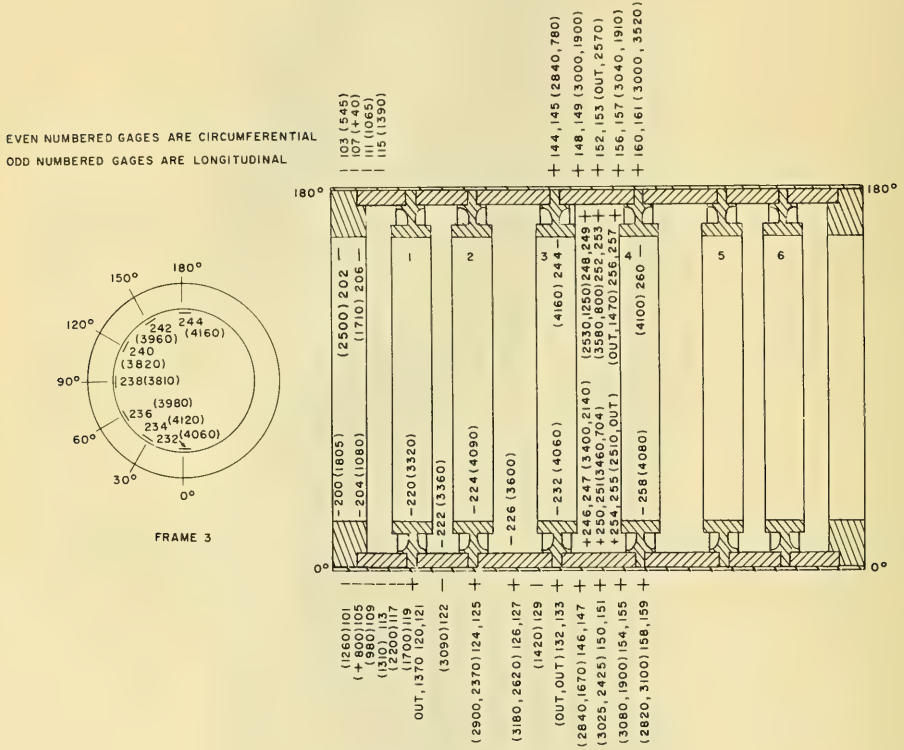 EVEN NUMBERED GAGES ARE CIRCUMFERENTIAL
ODD NUMBERED GAGES ARE LONGITUDINAL
103 (545)
107 (+40)
111 (1065)
115 (1390)
+ 144, 145 (2840, 780)
+ 148, 149 (3000, 1900)
+ 152, 153 (OUT, 2570)
+ 156, 157 (3040, 1910)
+ 160, 161 (3000, 3520)
180°
180°
(2500) 202 —
(1710) 206 —
1
2
3
(4160) 244 —
(2530, 1250) 248, 249 +
(3580, 800) 252, 253 +
(OUT, 1470) 256, 257 +
4
(4100) 260 —
5
6
- 200 (1805)
- 204 (1080)
- 220 (3320)
- 222 (3360)
- 224 (4090)
- 226 (3600)
- 232 (4060)
+ 246, 247 (3400, 2140)
+ 250, 251 (3460, 704)
+ 254, 255 (2510, OUT)
- 258 (4080)
0°
0°
(1260) 101
(+ 800) 105
(980) 109
(1310) 113
(2200) 117
(1700) 119
OUT, 1370 120, 121 +
(3090) 122 —
(2900, 2370) 124, 125 +
(3180, 2620) 126, 127 +
(1420) 129 —
(OUT, OUT) 132, 133 +
(2840, 1670) 146, 147 +
(3025, 2425) 150, 151 +
(3080, 1900) 154, 155 +
(2820, 3100) 158, 159 +
180°
150°
120°
90°
60°
30°
0°
244
(4160)
242
(3960)
240
(3820)
238 (3810)
(3980)
236
234 (4120)
232 (4060)
FRAME 3